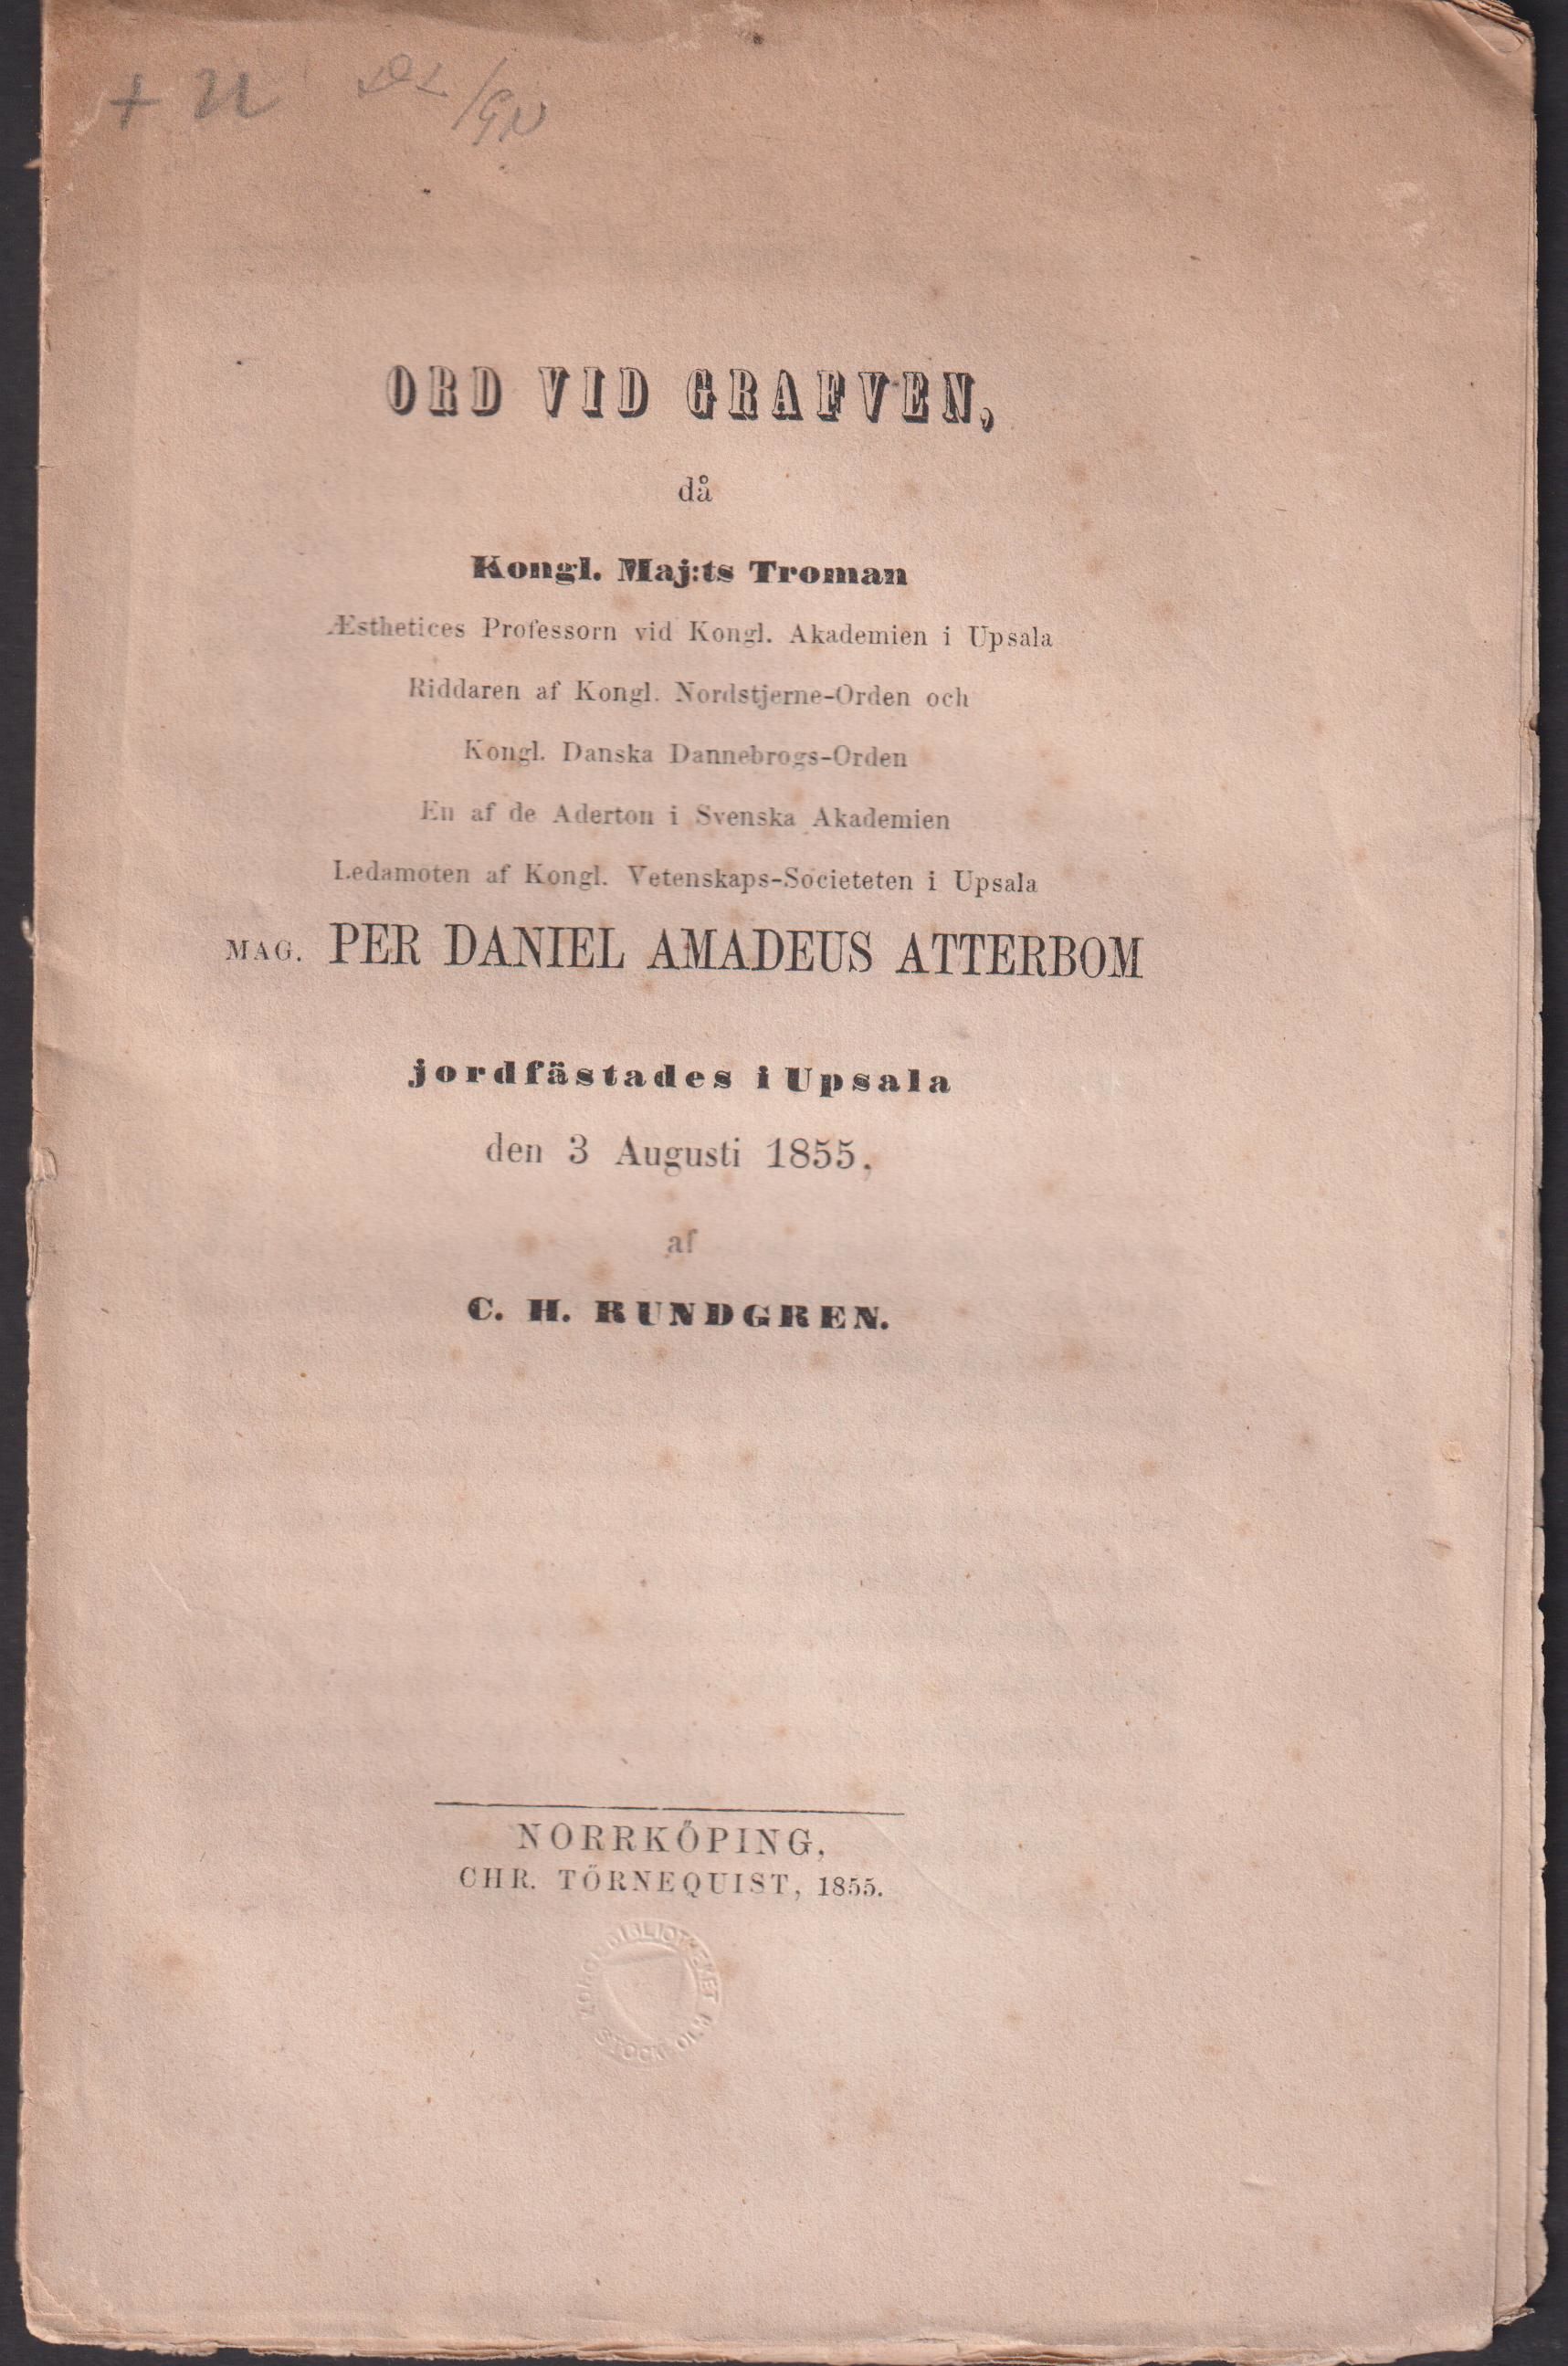 + U
ORD VID GRAFVEN,
då
Kongl. Maj:ts Troman
Æsthetices Professorn vid Kongl. Akademien i Upsala
Riddaren af Kongl. Nordstjerne-Orden och
Kongl. Danska Dannebrogs-Orden
En af de Aderton i Svenska Akademien
Ledamoten af Kongl. Vetenskaps-Societeten i Upsala
MAG. PER DANIEL AMADEUS ATTERBOM
jordfästades i Upsala
den 3 Augusti 1855,
af
C. H. RUNDGREN.
NORRKÖPING,
CHR. TÖRNEQUIST, 1855.